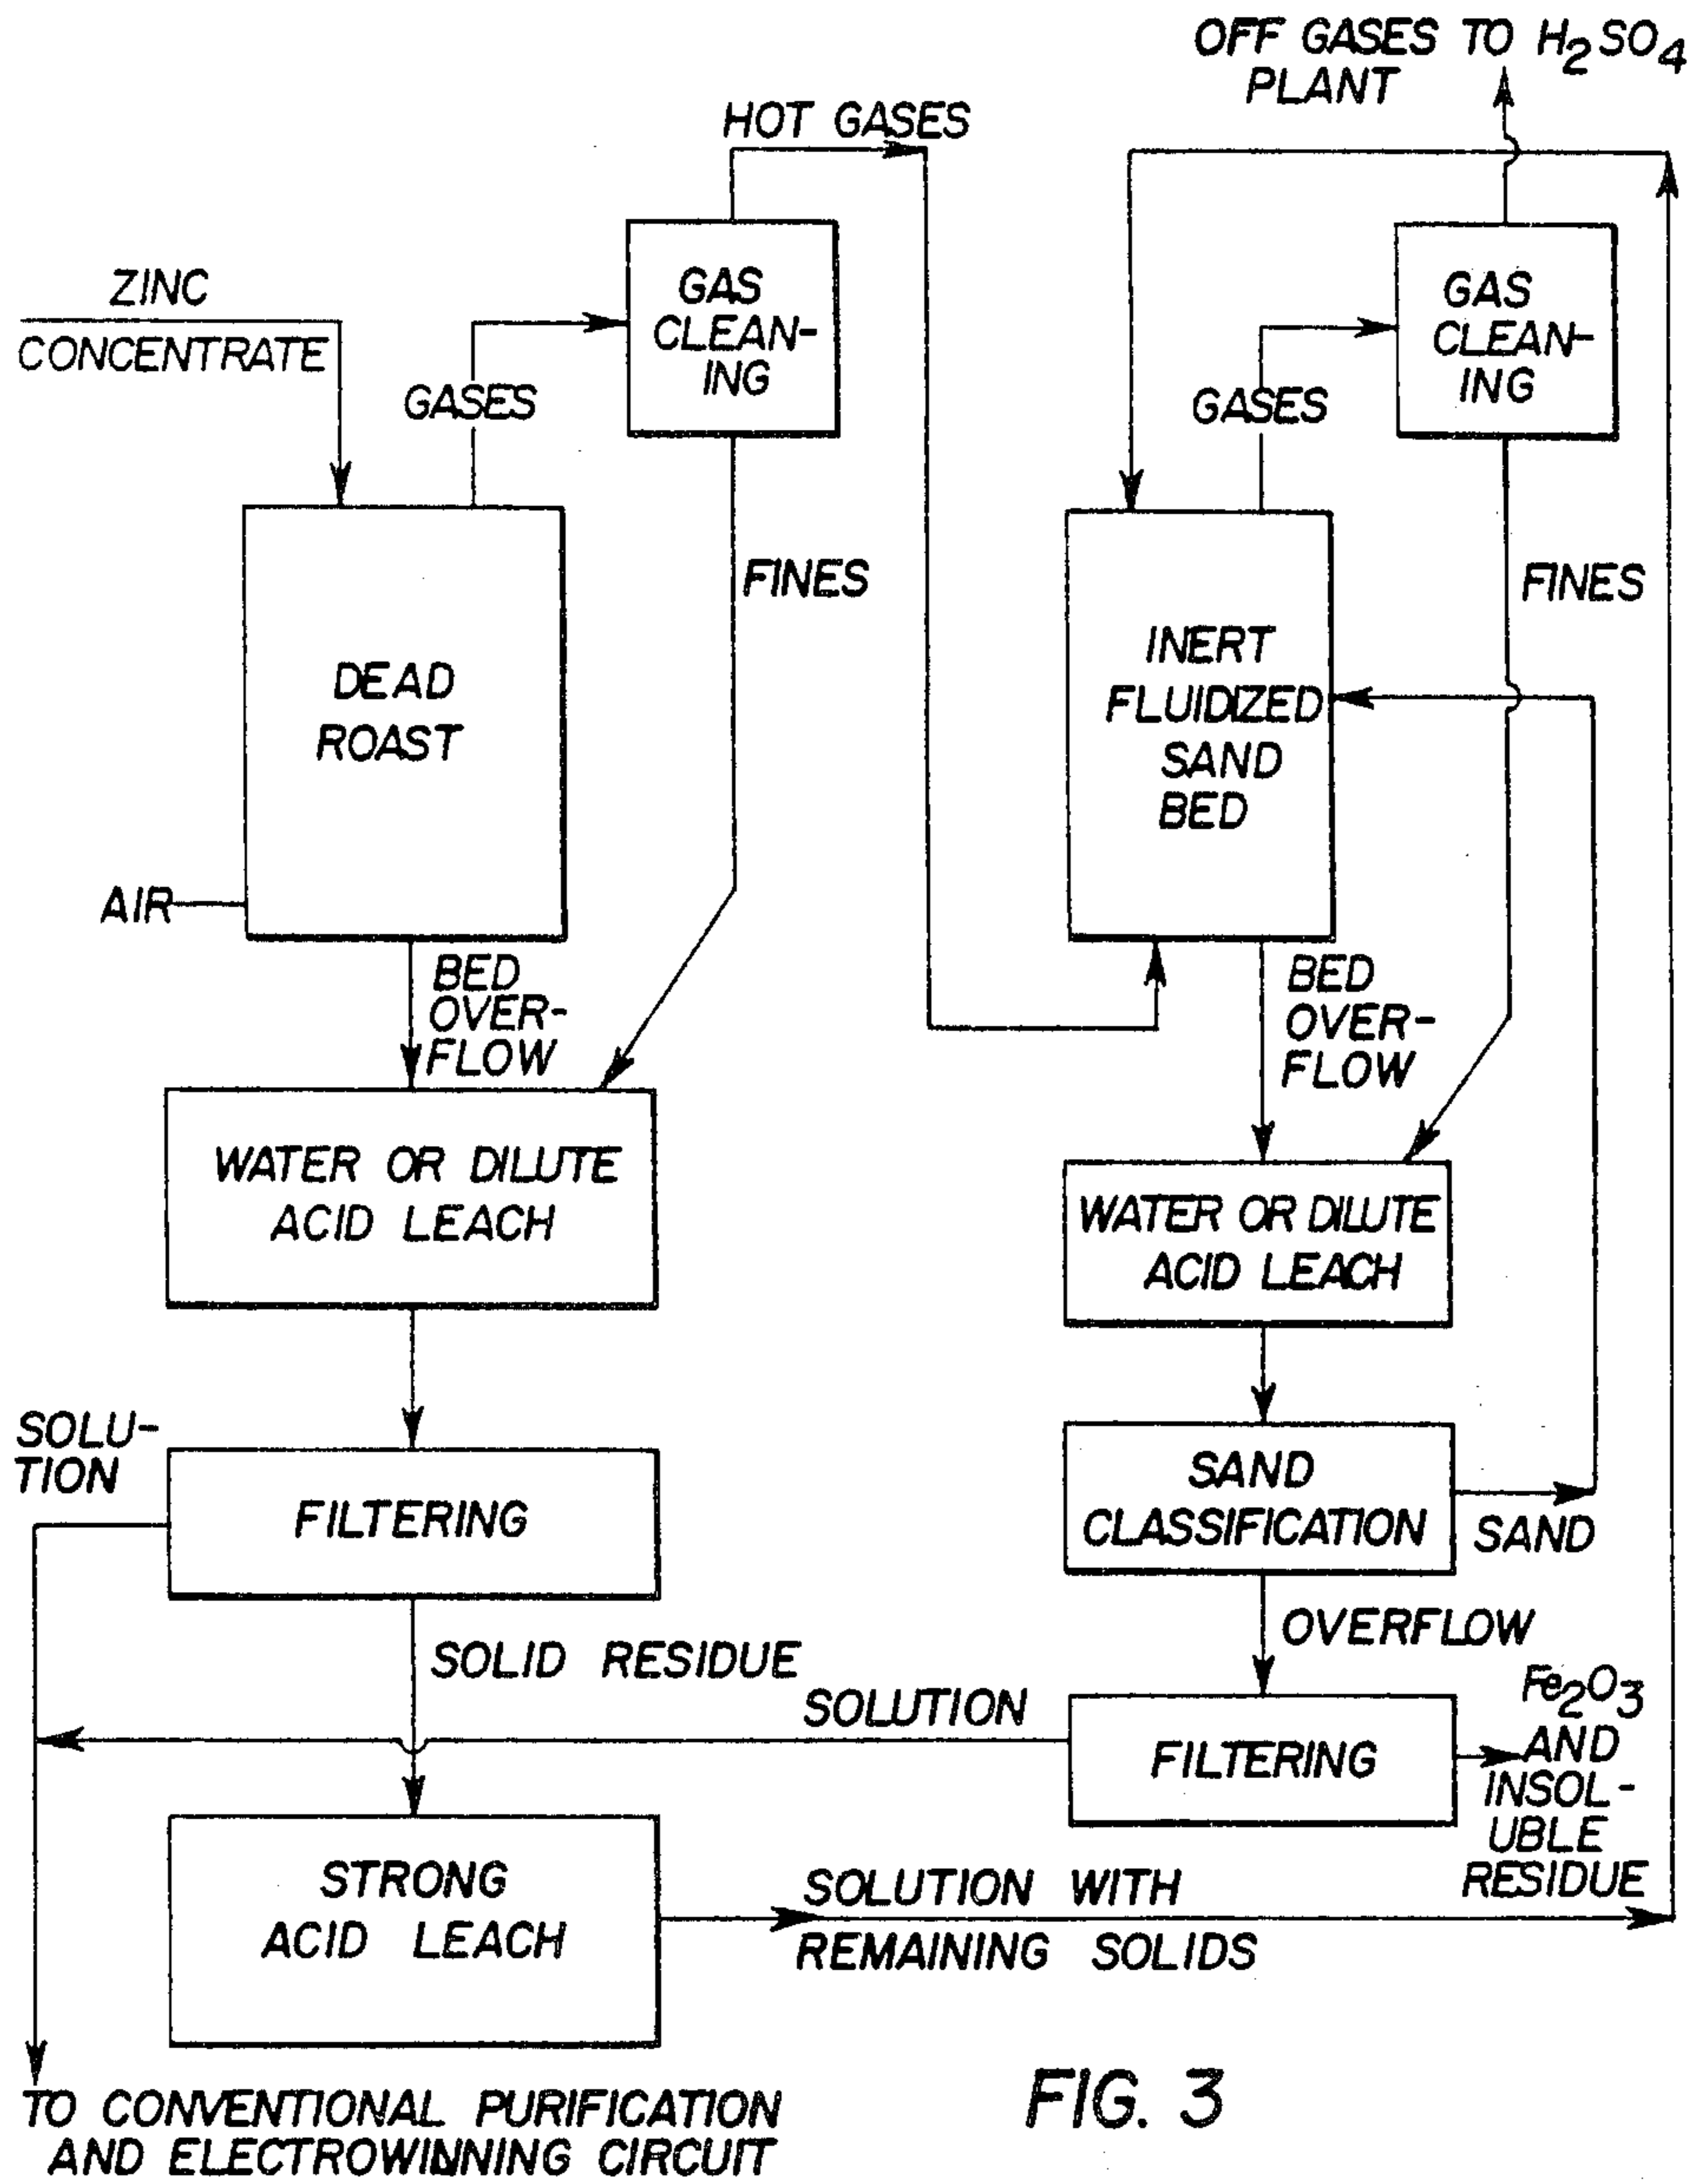 OFF GASES TO H2SO4
PLANT
HOT GASES
ZINC
CONCENTRATE
GASES
GAS
CLEAN-
ING
GASES
GAS
CLEAN-
ING
FINES
FINES
DEAD
ROAST
INERT
FLUIDIZED
SAND
BED
AIR
BED
OVER-
FLOW
BED
OVER-
FLOW
WATER OR DILUTE
ACID LEACH
WATER OR DILUTE
ACID LEACH
SOLU-
TION
FILTERING
SAND
CLASSIFICATION
SAND
SOLID RESIDUE
OVERFLOW
SOLUTION
FILTERING
Fe2O3
AND
INSOL-
UBLE
RESIDUE
STRONG
ACID LEACH
SOLUTION WITH
REMAINING SOLIDS
TO CONVENTIONAL PURIFICATION
AND ELECTROWINNING CIRCUIT
FIG. 3